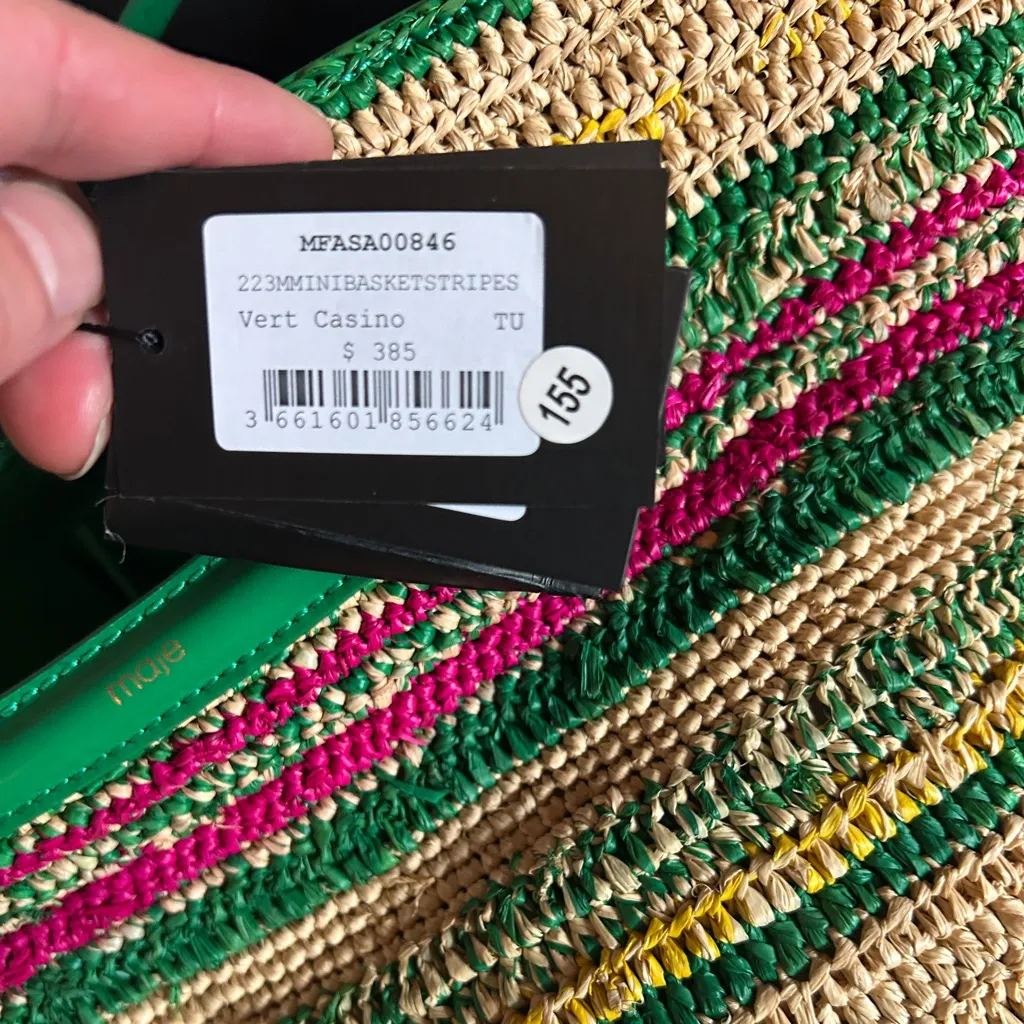 MFASA00846
223MMINIBASKETSTRIPES
Vert Casino TU
$ 385
3 661601 856624
155
maje